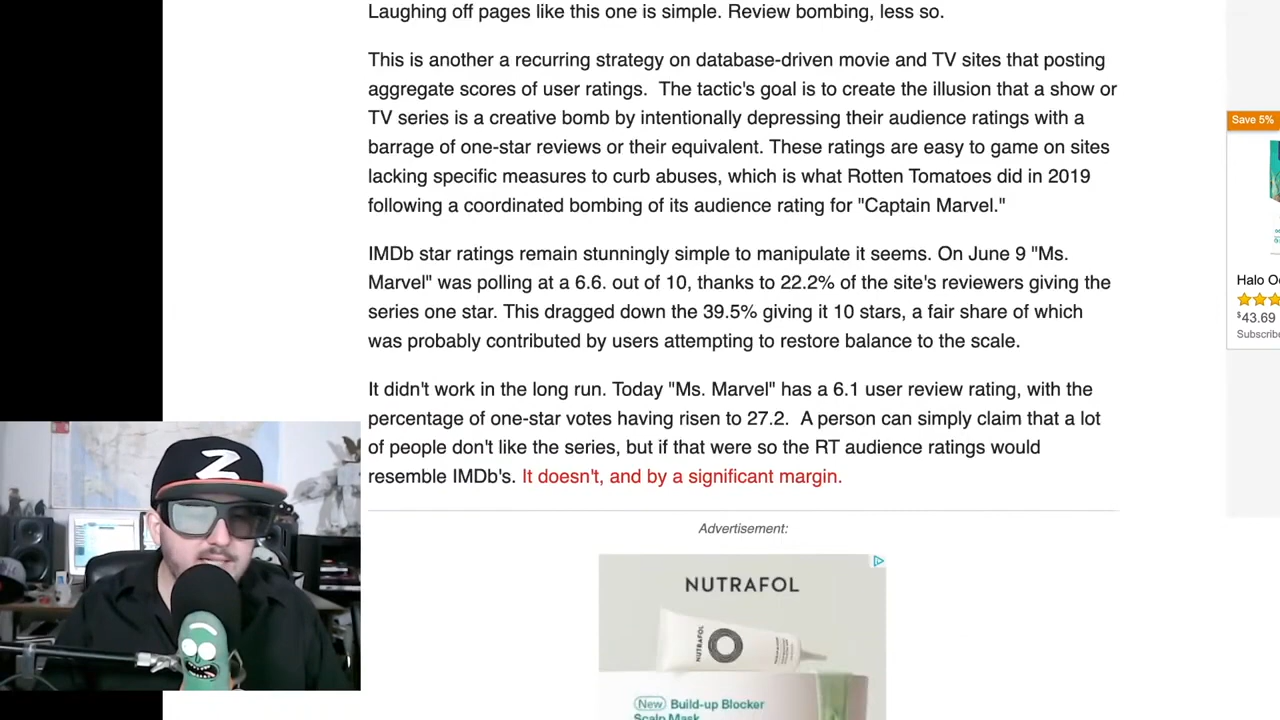 Laughing off pages like this one is simple. Review bombing, less so.
This is another a recurring strategy on database-driven movie and TV sites that posting
aggregate scores of user ratings.  The tactic's goal is to create the illusion that a show or
TV series is a creative bomb by intentionally depressing their audience ratings with a
barrage of one-star reviews or their equivalent. These ratings are easy to game on sites
lacking specific measures to curb abuses, which is what Rotten Tomatoes did in 2019
following a coordinated bombing of its audience rating for "Captain Marvel."
IMDb star ratings remain stunningly simple to manipulate it seems. On June 9 "Ms.
Marvel" was polling at a 6.6. out of 10, thanks to 22.2% of the site's reviewers giving the
series one star. This dragged down the 39.5% giving it 10 stars, a fair share of which
was probably contributed by users attempting to restore balance to the scale.
It didn't work in the long run. Today "Ms. Marvel" has a 6.1 user review rating, with the
percentage of one-star votes having risen to 27.2.  A person can simply claim that a lot
of people don't like the series, but if that were so the RT audience ratings would
resemble IMDb's. It doesn't, and by a significant margin.
Advertisement:
NUTRAFOL
NUTRAFOL
New Build-up Blocker
Scalp Mask
Save 5%
Halo O
$43.69
Subscribe
Z